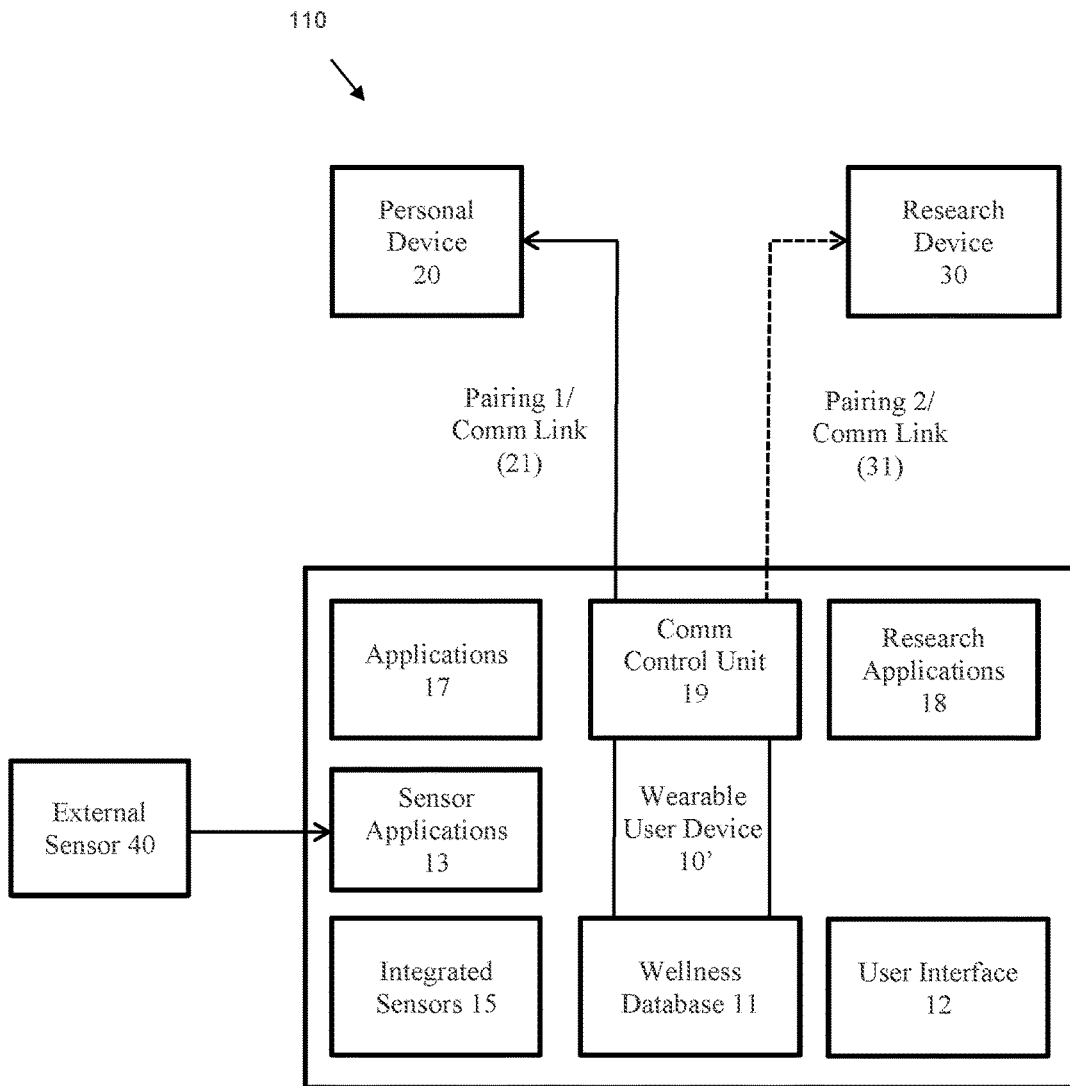 110
Personal
Device
20
Research
Device
30
Pairing 1/
Comm Link
(21)
Pairing 2/
Comm Link
(31)
Applications
17
Comm
Control Unit
19
Research
Applications
18
External
Sensor 40
Sensor
Applications
13
Wearable
User Device
10’
Integrated
Sensors 15
Wellness
Database 11
User Interface
12